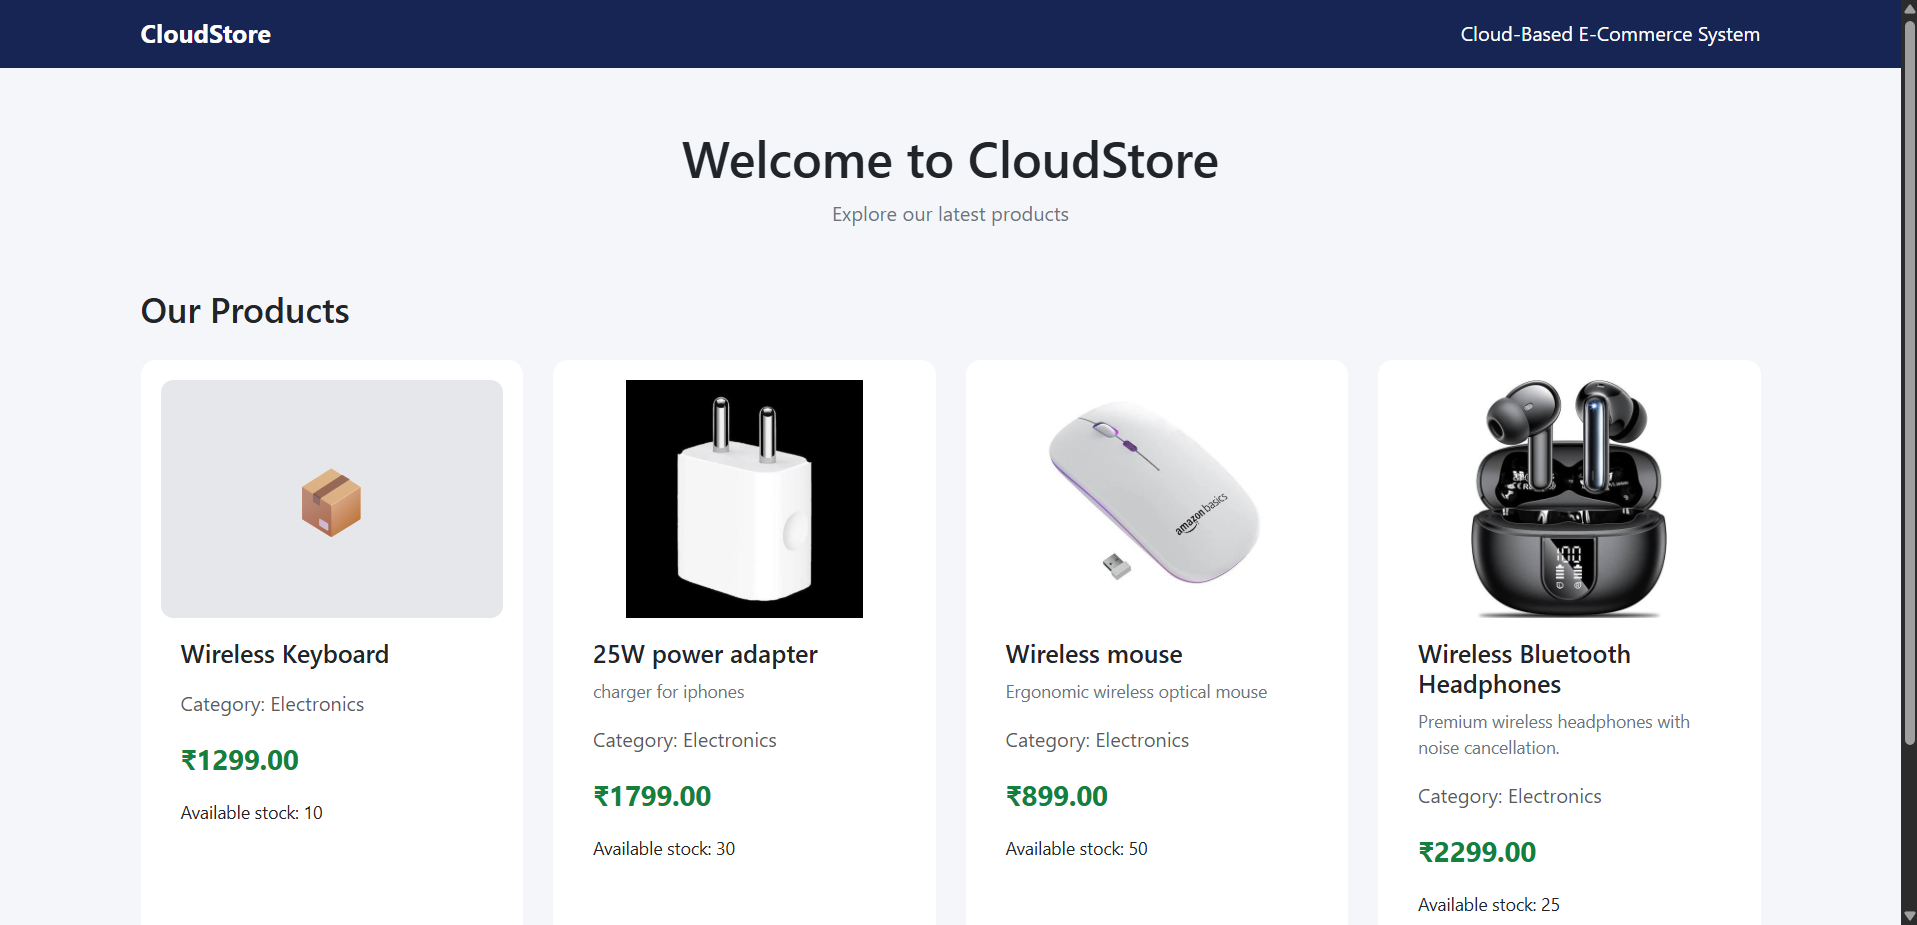 CloudStore
Cloud-Based E-Commerce System
Welcome to CloudStore
Explore our latest products
Our Products
Wireless Keyboard
Category: Electronics
₹1299.00
Available stock: 10
25W power adapter
charger for iphones
Category: Electronics
₹1799.00
Available stock: 30
amazon basics
Wireless mouse
Ergonomic wireless optical mouse
Category: Electronics
₹899.00
Available stock: 50
100
Wireless Bluetooth
Headphones
Premium wireless headphones with
noise cancellation.
Category: Electronics
₹2299.00
Available stock: 25